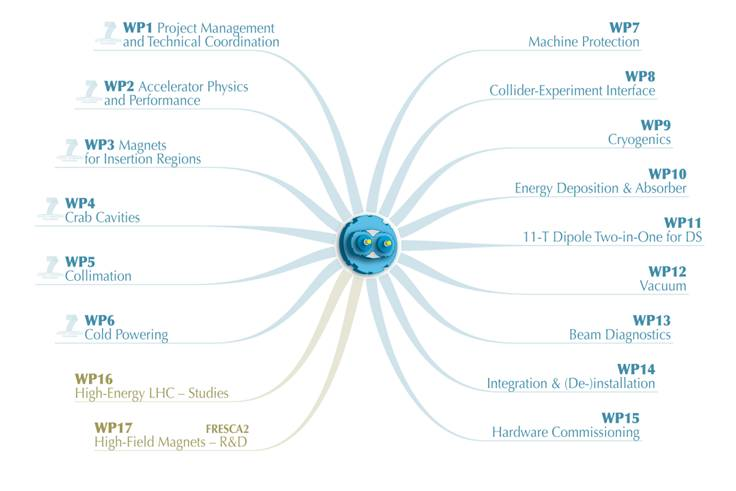 WP1 Project Management
and Technical Coordination
WP2 Accelerator Physics
and Performance
WP3 Magnets
for Insertion Regions
WP4
Crab Cavities
WP5
Collimation
WP6
Cold Powering
WP16
High-Energy LHC – Studies
WP17 FRESCA2
High-Field Magnets – R&D
WP7
Machine Protection
WP8
Collider-Experiment Interface
WP9
Cryogenics
WP10
Energy Deposition & Absorber
WP11
11-T Dipole Two-in-One for DS
WP12
Vacuum
WP13
Beam Diagnostics
WP14
Integration & (De-)installation
WP15
Hardware Commissioning